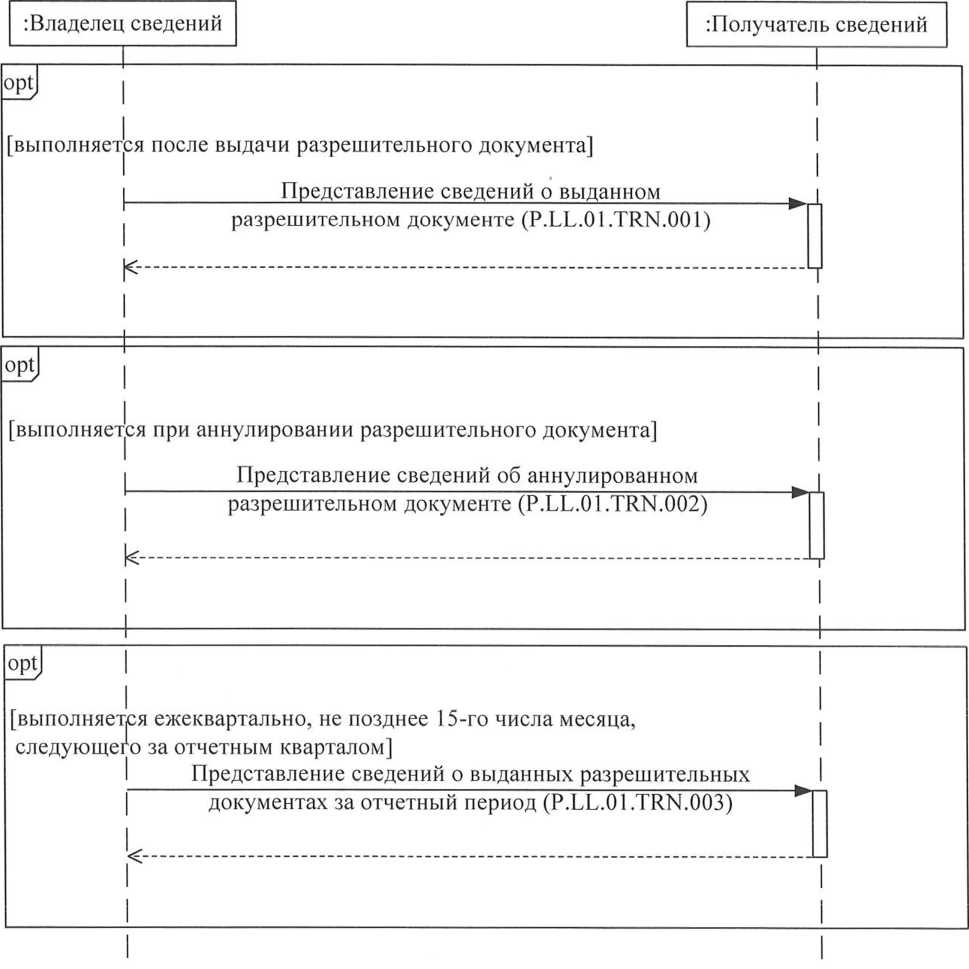 :Владелец сведений
:Получатель сведений
opt
[выполняется после выдачи разрешительного документа]
Представление сведений о выданном
разрешительном документе (P.LL.01.TRN.001)
opt
[выполняется при аннулировании разрешительного документа]
Представление сведений об аннулированном
разрешительном документе (P.LL.01.TRN.002)
opt
[выполняется ежеквартально, не позднее 15-го числа месяца,
следующего за отчетным кварталом]
Представление сведений о выданных разрешительных
документах за отчетный период (P.LL.01.TRN.003)